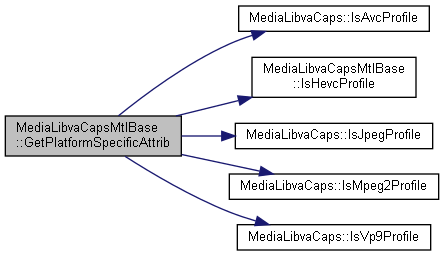 MediaLibvaCaps::IsAvcProfile
MediaLibvaCapsMtlBase
::IsHevcProfile
MediaLibvaCapsMtlBase
::GetPlatformSpecificAttrib
MediaLibvaCaps::IsJpegProfile
MediaLibvaCaps::IsMpeg2Profile
MediaLibvaCaps::IsVp9Profile